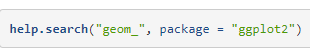 help.search("geom_", package = "ggplot2")